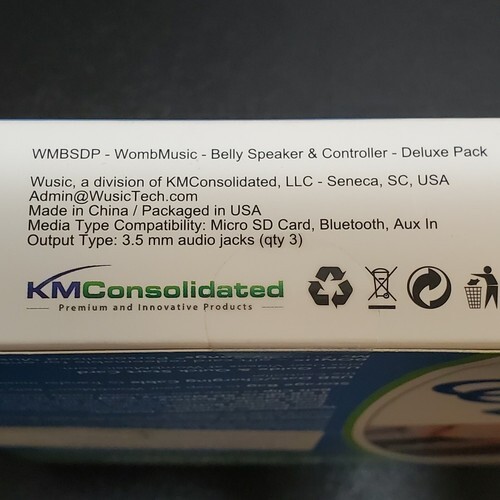 WMBSDP - WombMusic - Belly Speaker & Controller - Deluxe Pack
Wusic, a division of KMConsolidated, LLC - Seneca, SC, USA
Admin@WusicTech.com
Made in China / Packaged in USA
Media Type Compatibility: Micro SD Card, Bluetooth, Aux In
Output Type: 3.5 mm audio jacks (qty 3)
KMConsolidated
Premium and Innovative Products